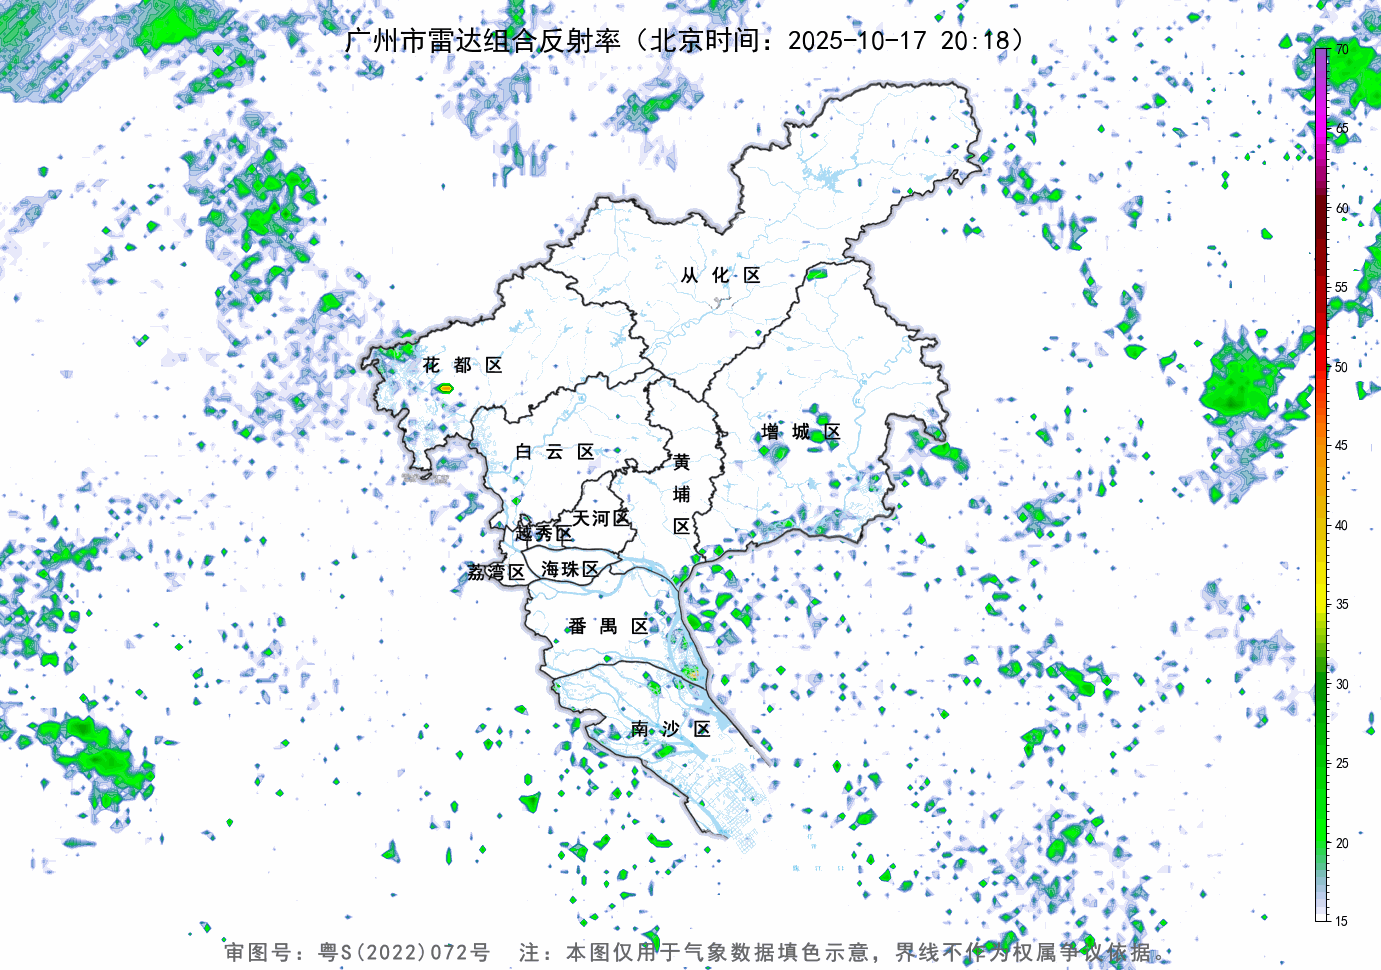 广州市雷达组合反射率（北京时间：2025-10-17 20:18）
70
65
60
55
50
45
40
35
30
25
20
15
从 化 区
花 都 区
增 城 区
白 云 区
黄
埔
区
天河区
越秀区
荔湾区
海珠区
番 禺 区
南 沙 区
审图号：粤S(2022)072号 注：本图仅用于气象数据填色示意，界线不作为权属争议依据。